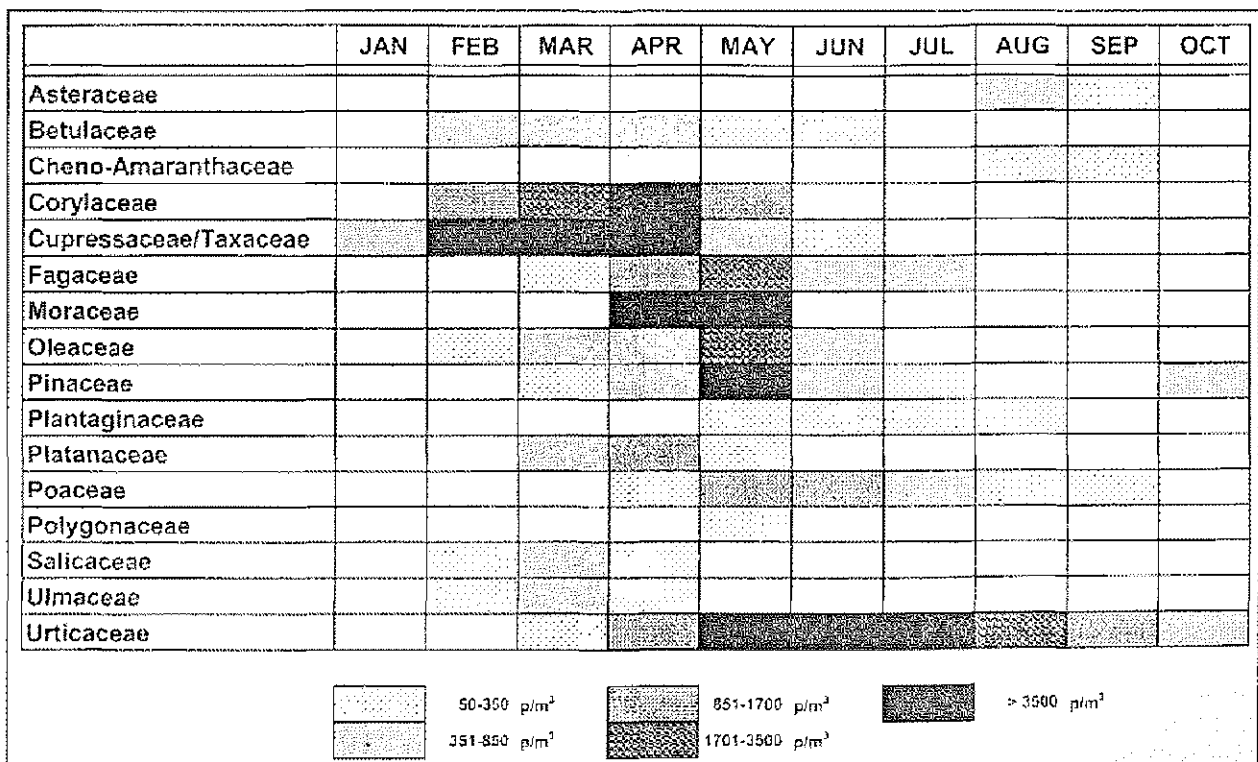 JAN FEB MAR APR MAY JUN JUL AUG SEP OCT
Asteraceae
Betulaceae
Cheno-Amaranthaceae
Corylaceae
Cupressaceae/Taxaceae
Fagaceae
Moraceae
Oleaceae
Pinaceae
Plantaginaceae
Platanaceae
Poaceae
Polygonaceae
Salicaceae
Ulmaceae
Urticaceae
50-350 p/m³ 851-1700 p/m³ > 3500 p/m³
351-850 p/m³ 1701-3500 p/m³